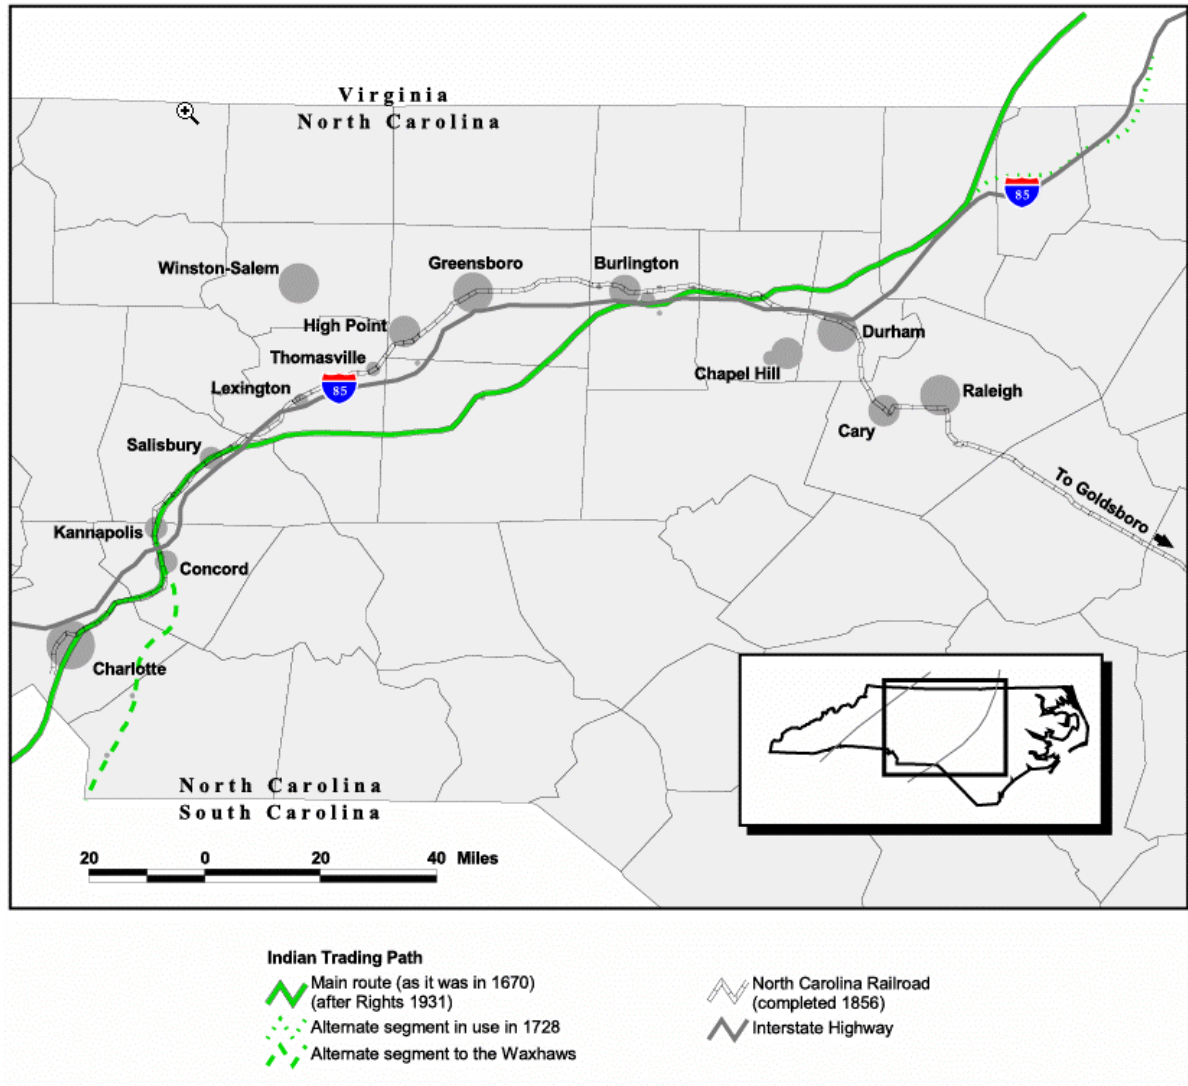 Virginia
North Carolina
85
Winston-Salem
Greensboro
Burlington
High Point
Thomasville
Durham
Chapel Hill
Lexington
85
Raleigh
Cary
Salisbury
To Goldsboro
Kannapolis
Concord
Charlotte
North Carolina
South Carolina
20 0 20 40 Miles
Indian Trading Path
Main route (as it was in 1670)
(after Rights 1931)
Alternate segment in use in 1728
Alternate segment to the Waxhaws
North Carolina Railroad
(completed 1856)
Interstate Highway